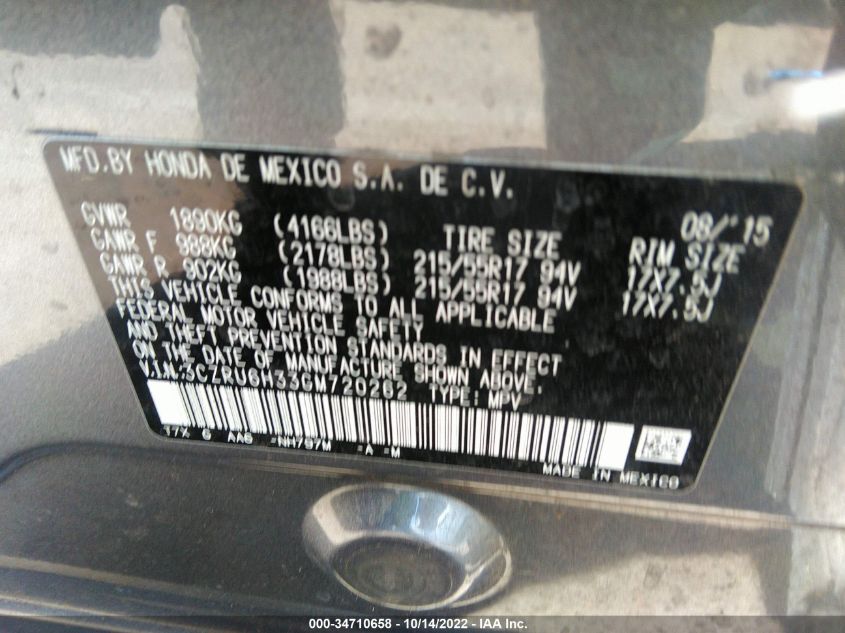 MFD.BY HONDA DE MEXICO S.A. DE C.V.
08/'15
GVWR 1890KG (4166LBS) TIRE SIZE RIM SIZE
GAWR F 988KG (2178LBS) 215/55R17 94V 17X7.5J
GAWR R 902KG (1988LBS) 215/55R17 94V 17X7.5J
THIS VEHICLE CONFORMS TO ALL APPLICABLE
FEDERAL MOTOR VEHICLE SAFETY
AND THEFT PREVENTION STANDARDS IN EFFECT
ON THE DATE OF MANUFACTURE SHOWN ABOVE.
V.I.N.:3CZRU6H33GM720262 TYPE: MPV
T7X G AA6 =NH797M =A =M
MADE IN MEXICO
000-34710658 - 10/14/2022 - IAA Inc.